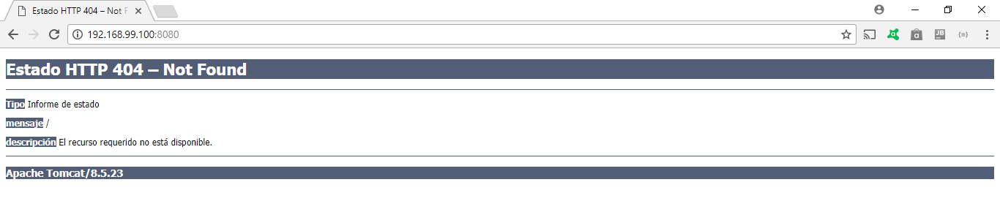 Estado HTTP 404 – Not F
192.168.99.100:8080
Estado HTTP 404 – Not Found
Tipo Informe de estado
mensaje /
descripción El recurso requerido no está disponible.
Apache Tomcat/8.5.23